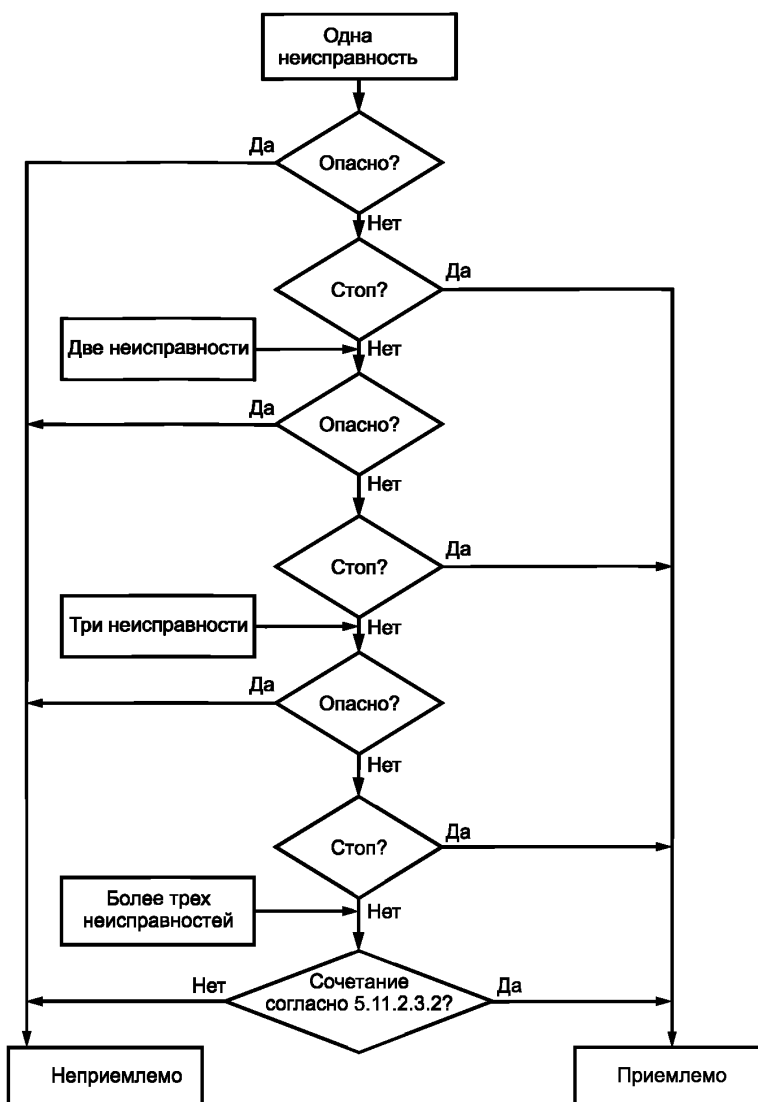 Одна
неисправность
Да
Опасно?
Нет
Да
Стоп?
Две неисправности
Нет
Да
Опасно?
Нет
Да
Стоп?
Три неисправности
Нет
Да
Опасно?
Нет
Да
Стоп?
Более трех
неисправностей
Нет
Нет
Сочетание
согласно 5.11.2.3.2?
Да
Неприемлемо
Приемлемо